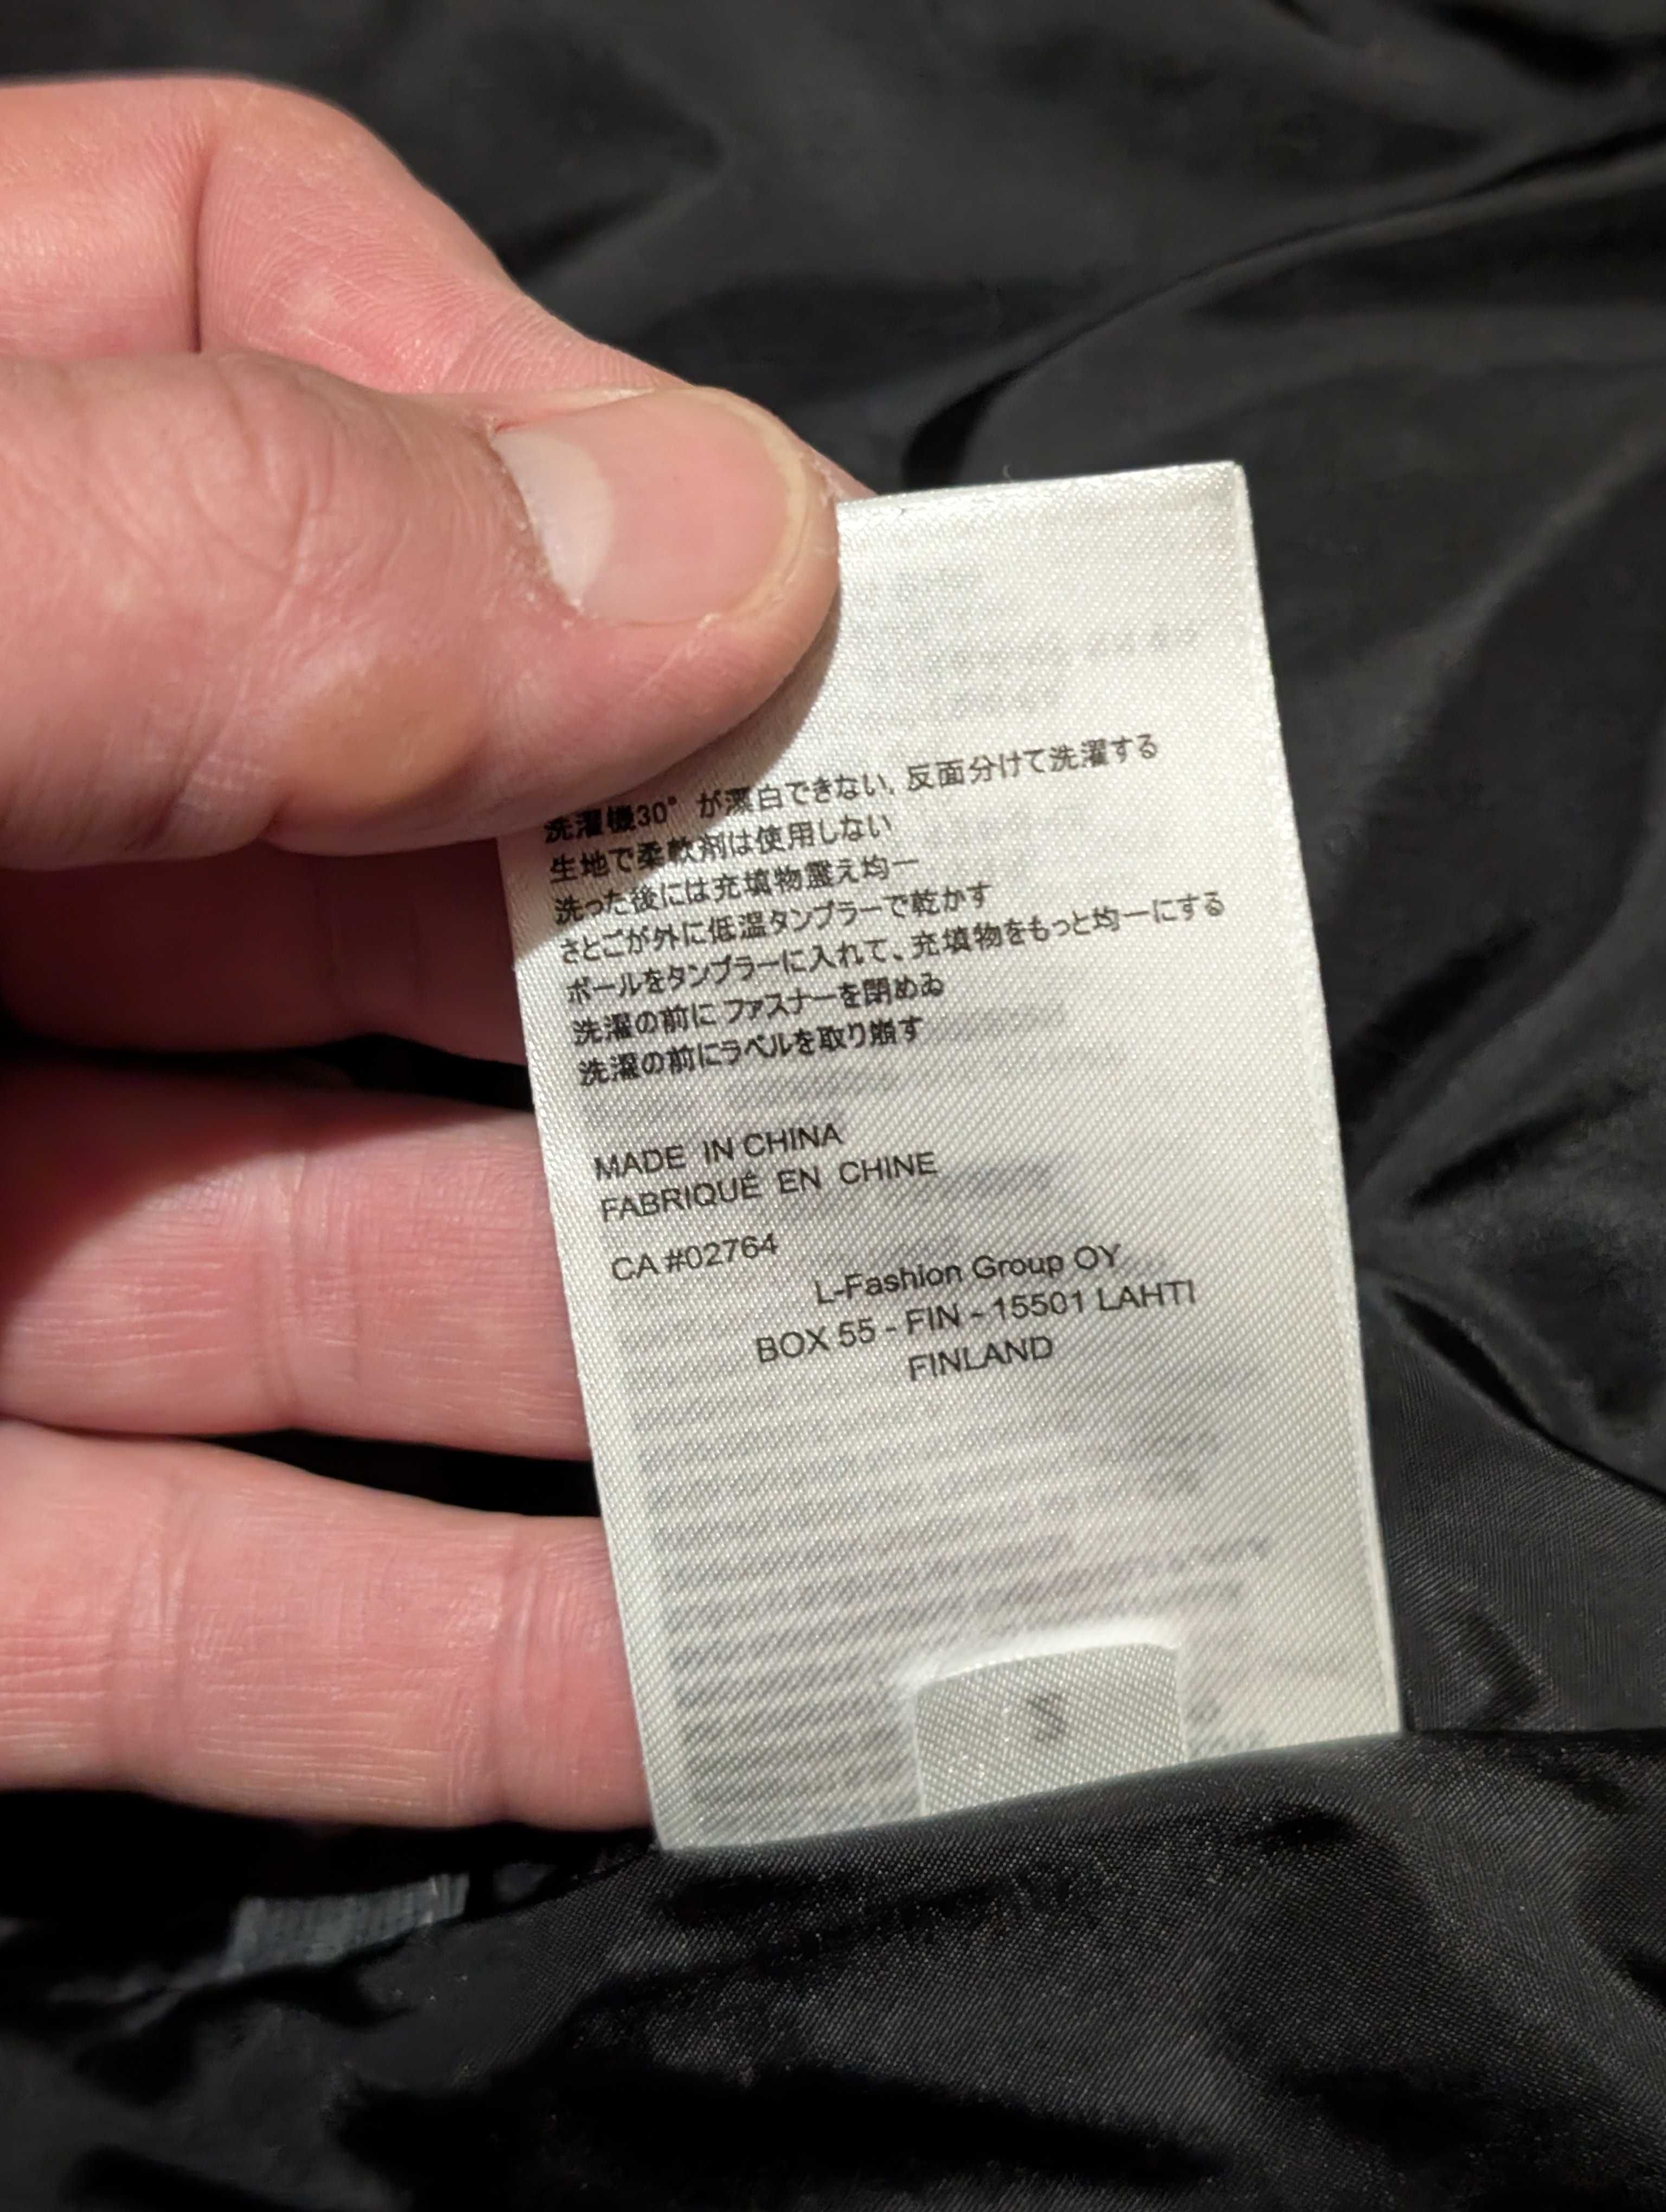 洗濯機30° が漂白できない, 反面分けて洗濯する
生地で柔軟剤は使用しない
洗った後には充填物震え均一
さとごが外に低温タンブラーで乾かす
ボールをタンブラーに入れて、充填物をもっと均一にする
洗濯の前にファスナーを閉めゐ
洗濯の前にラベルを取り崩す
MADE IN CHINA
FABRIQUÉ EN CHINE
CA #02764
L-Fashion Group OY
BOX 55 - FIN - 15501 LAHTI
FINLAND